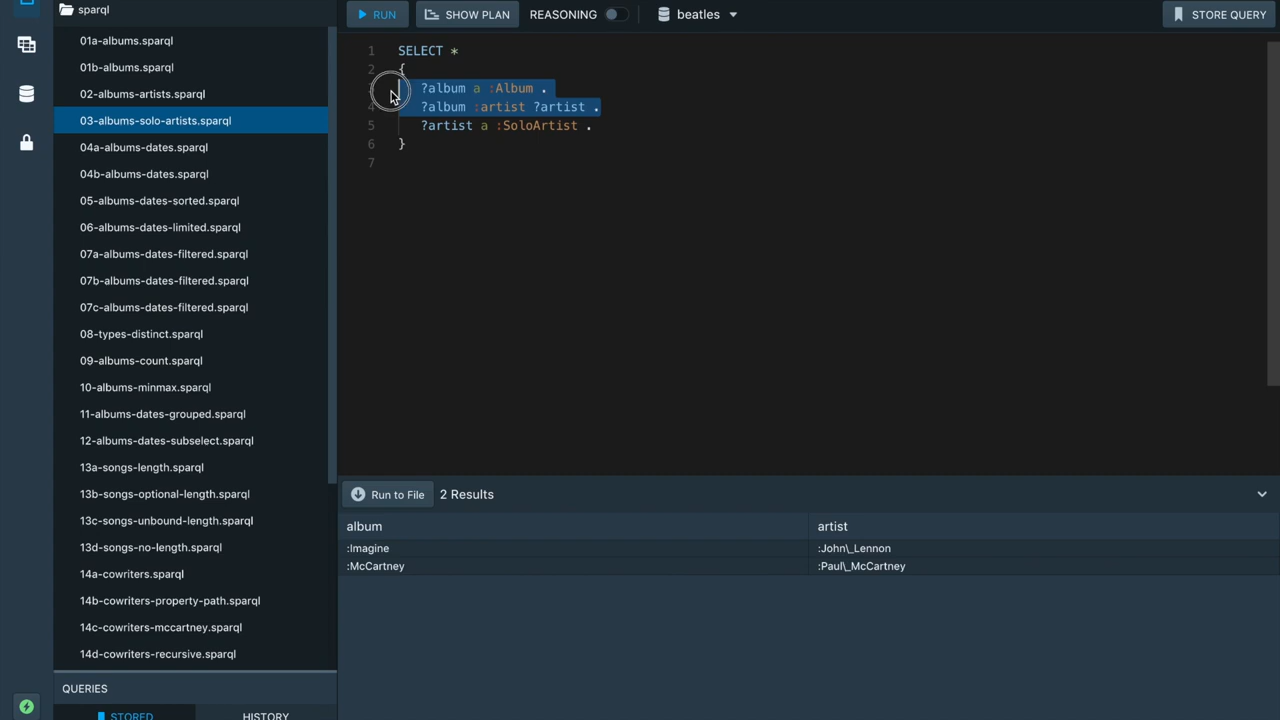 sparql
01a-albums.sparql
01b-albums.sparql
02-albums-artists.sparql
03-albums-solo-artists.sparql
04a-albums-dates.sparql
04b-albums-dates.sparql
05-albums-dates-sorted.sparql
06-albums-dates-limited.sparql
07a-albums-dates-filtered.sparql
07b-albums-dates-filtered.sparql
07c-albums-dates-filtered.sparql
08-types-distinct.sparql
09-albums-count.sparql
10-albums-minmax.sparql
11-albums-dates-grouped.sparql
12-albums-dates-subselect.sparql
13a-songs-length.sparql
13b-songs-optional-length.sparql
13c-songs-unbound-length.sparql
13d-songs-no-length.sparql
14a-cowriters.sparql
14b-cowriters-property-path.sparql
14c-cowriters-mccartney.sparql
14d-cowriters-recursive.sparql
QUERIES
STORED HISTORY
RUN SHOW PLAN REASONING beatles STORE QUERY
1 SELECT *
2 {
?album a :Album .
4 ?album :artist ?artist .
5 ?artist a :SoloArtist .
6 }
7
Run to File 2 Results
album artist
:Imagine :John\_Lennon
:McCartney :Paul\_McCartney